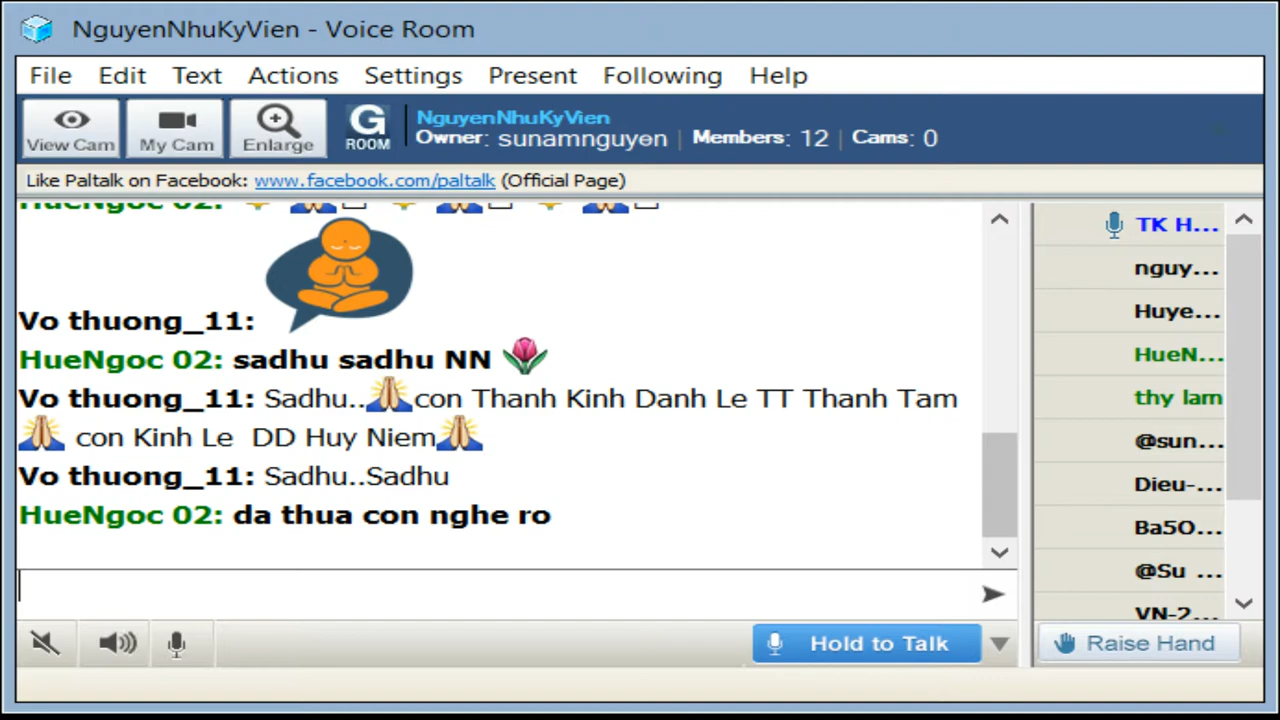 NguyenNhuKyVien - Voice Room
File Edit Text Actions Settings Present Following Help
View Cam My Cam Enlarge G ROOM
NguyenNhuKyVien
Owner: sunamnguyen | Members: 12 | Cams: 0
Like Paltalk on Facebook: www.facebook.com/paltalk (Official Page)
HueNgoc 02:
Vo thuong_11:
HueNgoc 02: sadhu sadhu NN
Vo thuong_11: Sadhu.. con Thanh Kinh Danh Le TT Thanh Tam
con Kinh Le DD Huy Niem
Vo thuong_11: Sadhu..Sadhu
HueNgoc 02: da thua con nghe ro
TK H...
nguy...
Huye...
HueN...
thy lam
@sun...
Dieu-...
Ba5O...
@Su ...
VN-2...
Hold to Talk
Raise Hand